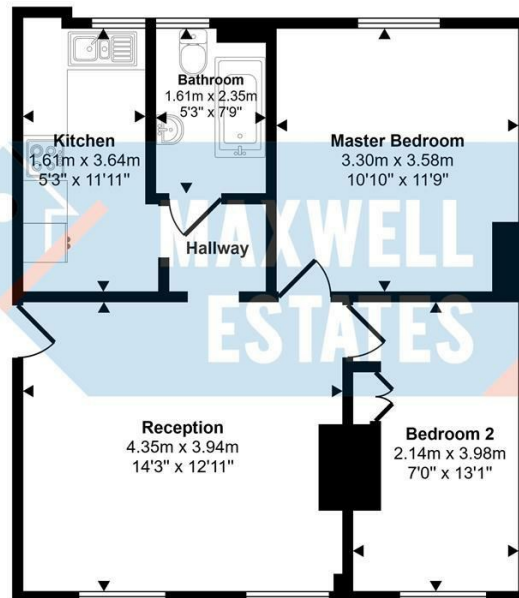 Bathroom
1.61m x 2.35m
5'3" x 7'9"
Kitchen
1.61m x 3.64m
5'3" x 11'11"
Master Bedroom
3.30m x 3.58m
10'10" x 11'9"
Hallway
MAXWELL
ESTATES
Reception
4.35m x 3.94m
14'3" x 12'11"
Bedroom 2
2.14m x 3.98m
7'0" x 13'1"